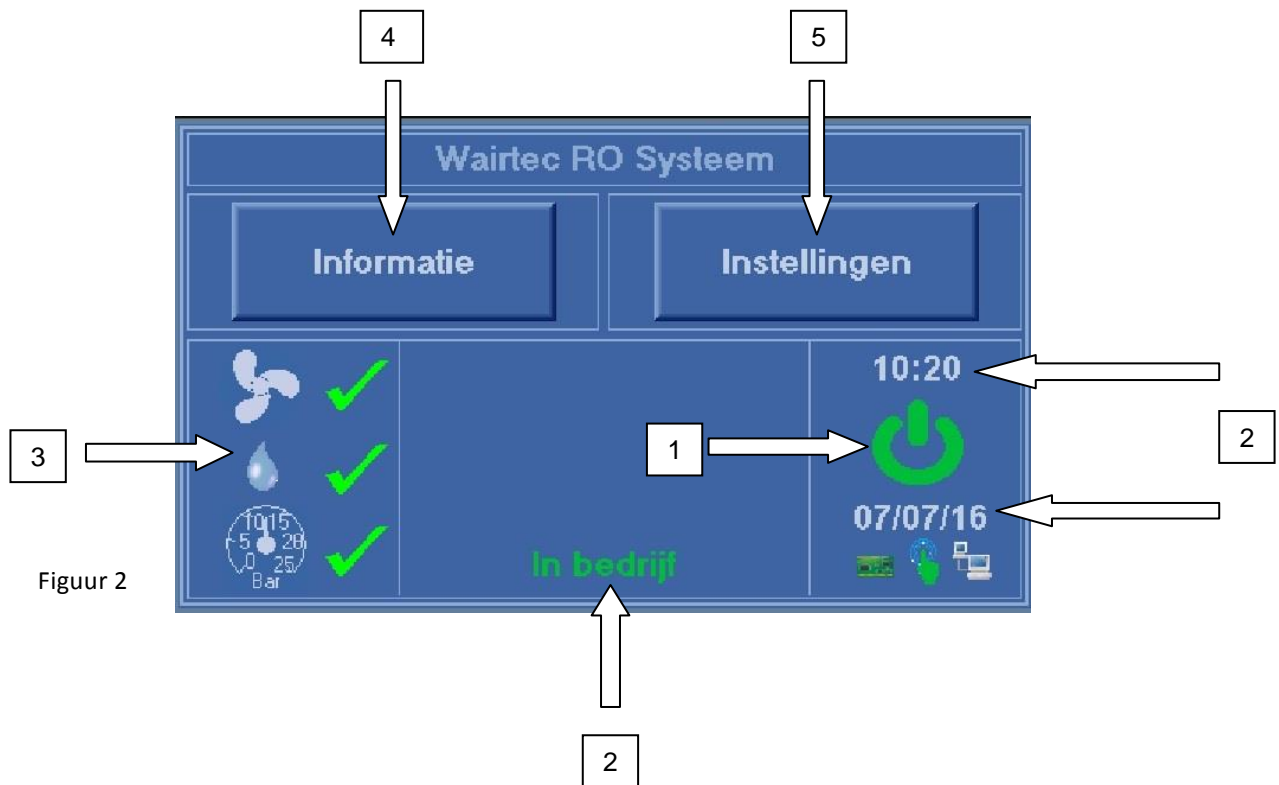 4
5
Wairtec RO Systeem
Informatie
Instellingen
10:20
2
3
1
07/07/16
10 15
5 20
0 25
Bar
In bedrijf
Figuur 2
2